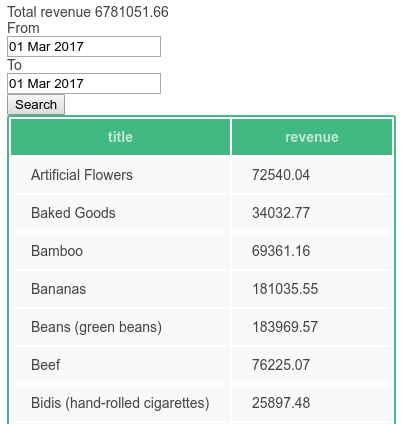 Total revenue 6781051.66
From
01 Mar 2017
To
01 Mar 2017
Search
title revenue
Artificial Flowers 72540.04
Baked Goods 34032.77
Bamboo 69361.16
Bananas 181035.55
Beans (green beans) 183969.57
Beef 76225.07
Bidis (hand-rolled cigarettes) 25897.48